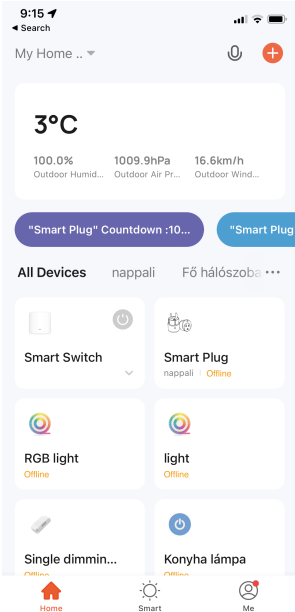 9:15
Search
My Home ..
3°C
100.0% 1009.9hPa 16.6km/h
Outdoor Humid... Outdoor Air Pr... Outdoor Wind...
"Smart Plug" Countdown :10... "Smart Plug
All Devices nappali Fő hálószoba ...
Smart Switch Smart Plug
nappali | Offline
RGB light light
Offline Offline
Single dimmin... Konyha lámpa
Offline Offline
Home Smart Me